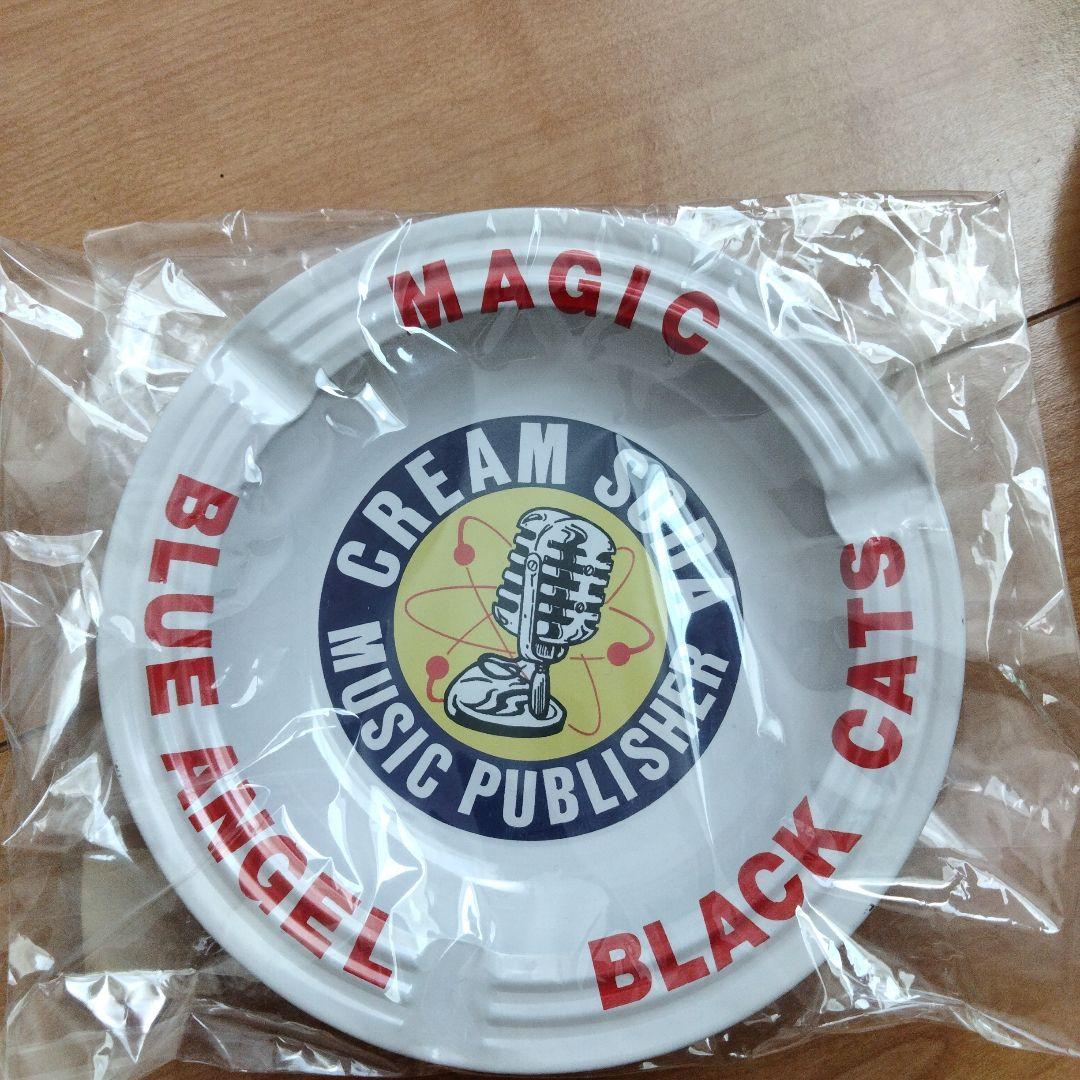 MAGIC
BLACK CATS
BLUE ANGEL
CREAM SODA
MUSIC PUBLISHER